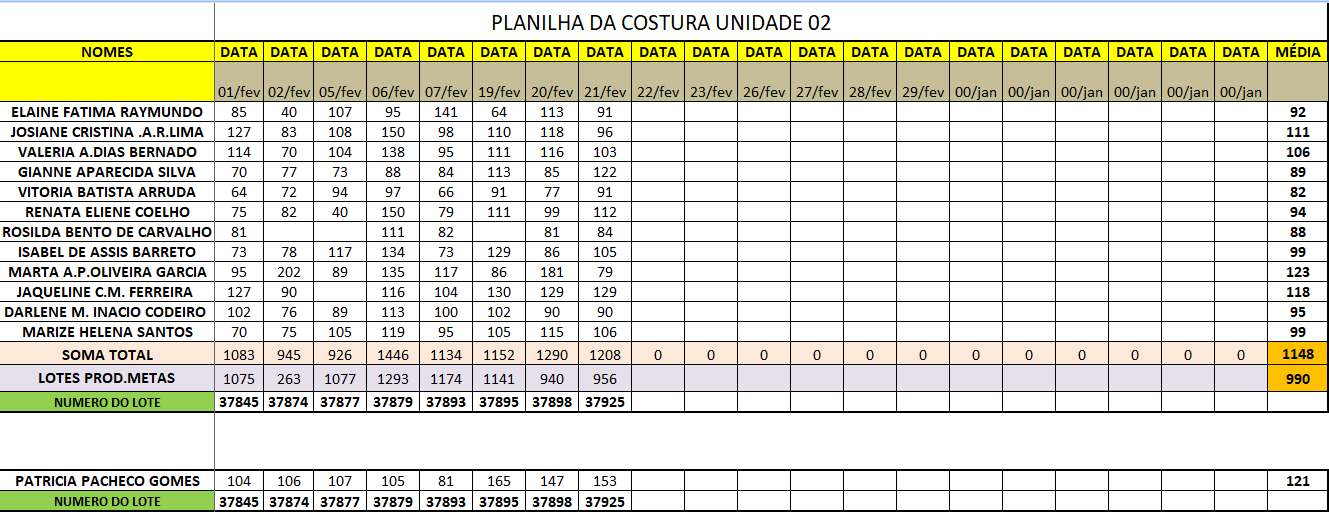 PLANILHA DA COSTURA UNIDADE 02
NOMES DATA DATA DATA DATA DATA DATA DATA DATA DATA DATA DATA DATA DATA DATA DATA DATA DATA DATA DATA DATA MÉDIA
01/fev 02/fev 05/fev 06/fev 07/fev 19/fev 20/fev 21/fev 22/fev 23/fev 26/fev 27/fev 28/fev 29/fev 00/jan 00/jan 00/jan 00/jan 00/jan 00/jan
ELAINE FATIMA RAYMUNDO 85 40 107 95 141 64 113 91 92
JOSIANE CRISTINA .A.R.LIMA 127 83 108 150 98 110 118 96 111
VALERIA A.DIAS BERNADO 114 70 104 138 95 111 116 103 106
GIANNE APARECIDA SILVA 70 77 73 88 84 113 85 122 89
VITORIA BATISTA ARRUDA 64 72 94 97 66 91 77 91 82
RENATA ELIENE COELHO 75 82 40 150 79 111 99 112 94
ROSILDA BENTO DE CARVALHO 81 111 82 81 84 88
ISABEL DE ASSIS BARRETO 73 78 117 134 73 129 86 105 99
MARTA A.P.OLIVEIRA GARCIA 95 202 89 135 117 86 181 79 123
JAQUELINE C.M. FERREIRA 127 90 116 104 130 129 129 118
DARLENE M. INACIO CODEIRO 102 76 89 113 100 102 90 90 95
MARIZE HELENA SANTOS 70 75 105 119 95 105 115 106 99
SOMA TOTAL 1083 945 926 1446 1134 1152 1290 1208 0 0 0 0 0 0 0 0 0 0 0 0 1148
LOTES PROD.METAS 1075 263 1077 1293 1174 1141 940 956 990
NUMERO DO LOTE 37845 37874 37877 37879 37893 37895 37898 37925
PATRICIA PACHECO GOMES 104 106 107 105 81 165 147 153 121
NUMERO DO LOTE 37845 37874 37877 37879 37893 37895 37898 37925